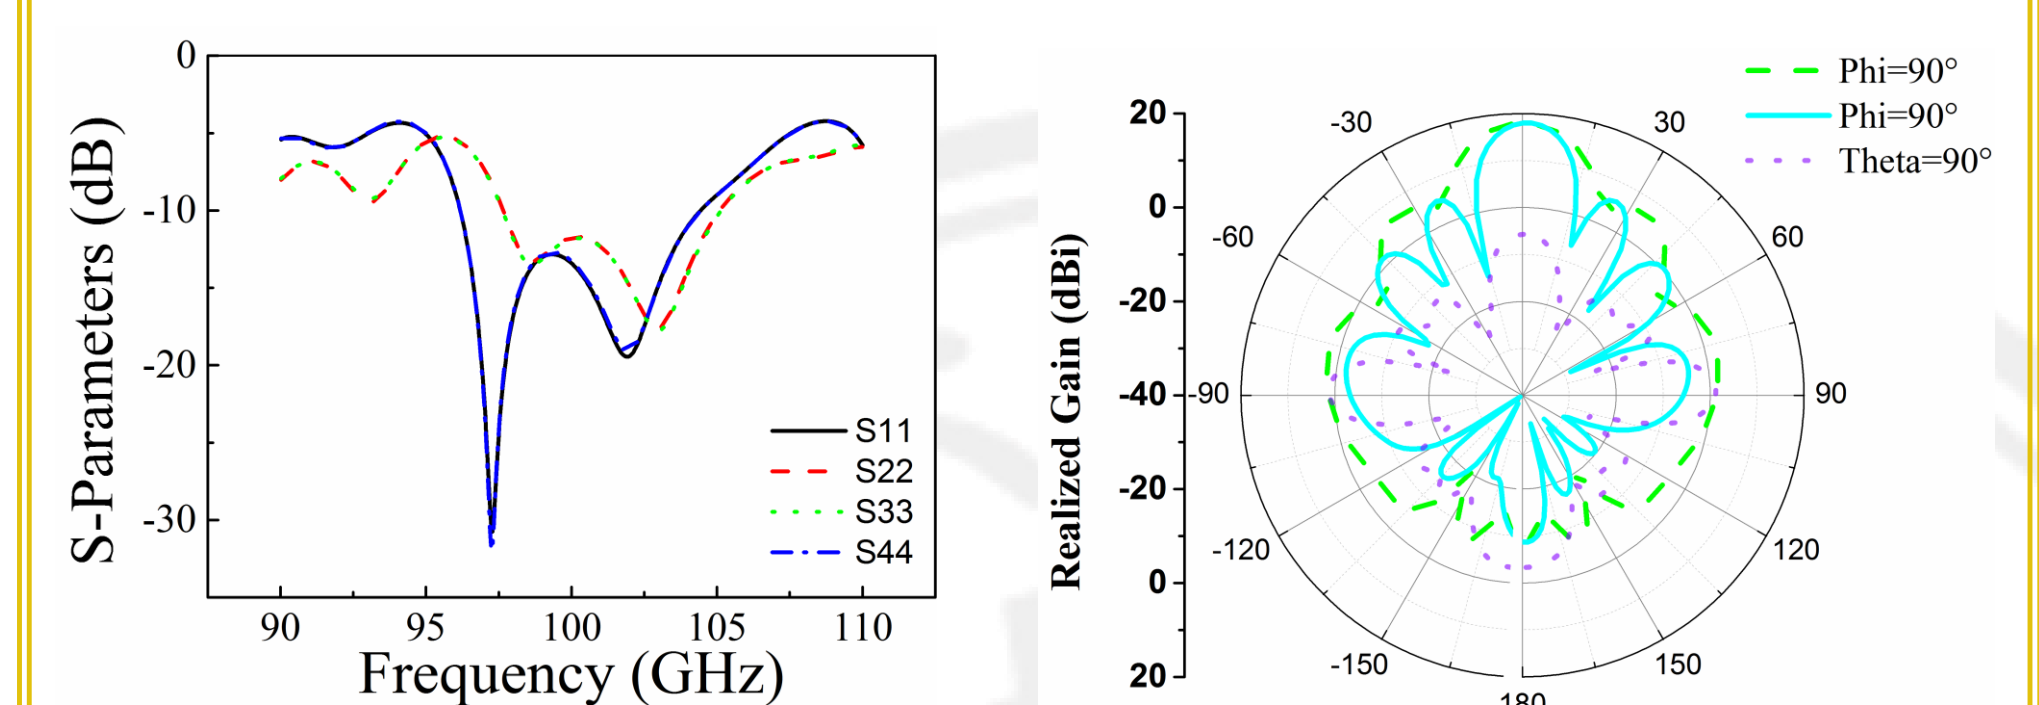 0
-10
-20
-30
S-Parameters (dB)
S11
S22
S33
S44
90 95 100 105 110
Frequency (GHz)
Phi=90°
Phi=90°
Theta=90°
20
0
-20
-40
-20
0
20
Realized Gain (dBi)
-30 30
-60 60
-90 90
-120 120
-150 150
180